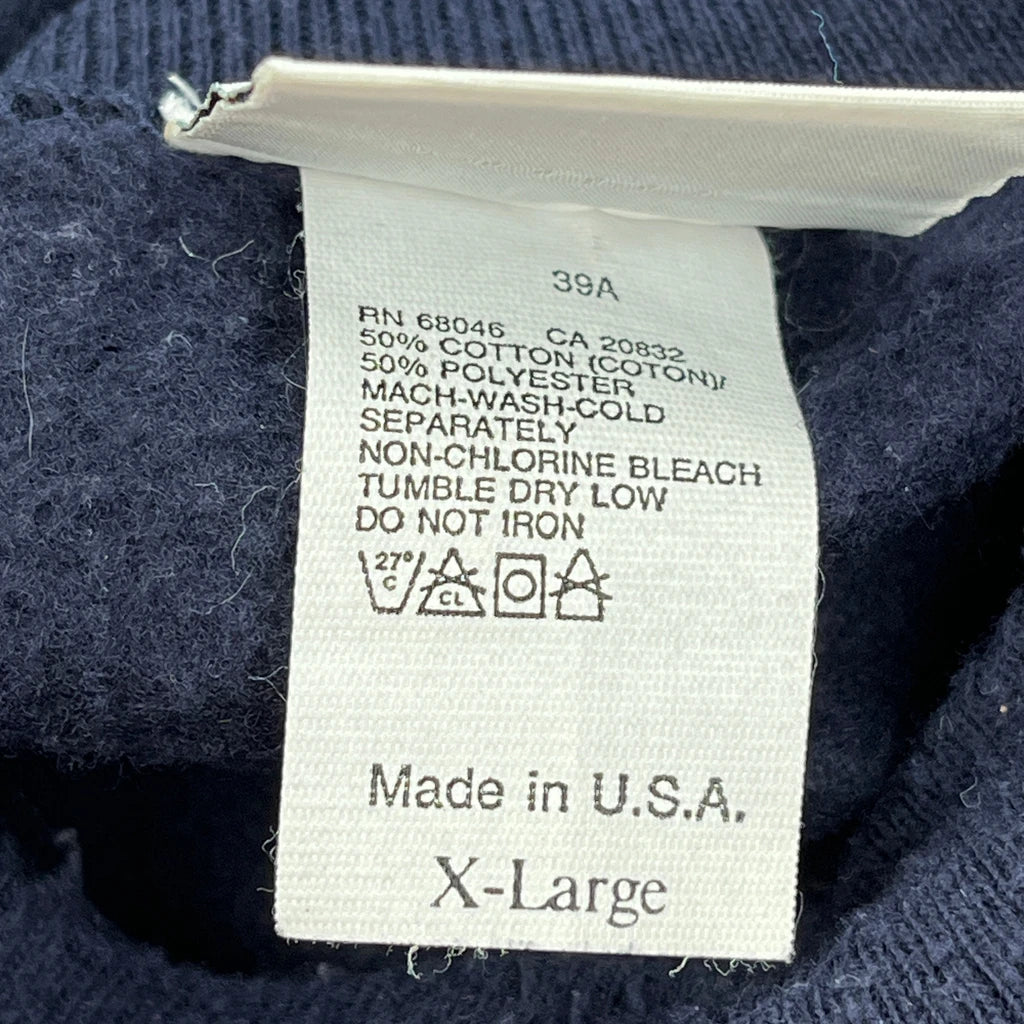 39A
RN 68046 CA 20832
50% COTTON (COTON)/
50% POLYESTER
MACH-WASH-COLD
SEPARATELY
NON-CHLORINE BLEACH
TUMBLE DRY LOW
DO NOT IRON
27°
C
CL
Made in U.S.A.
X-Large